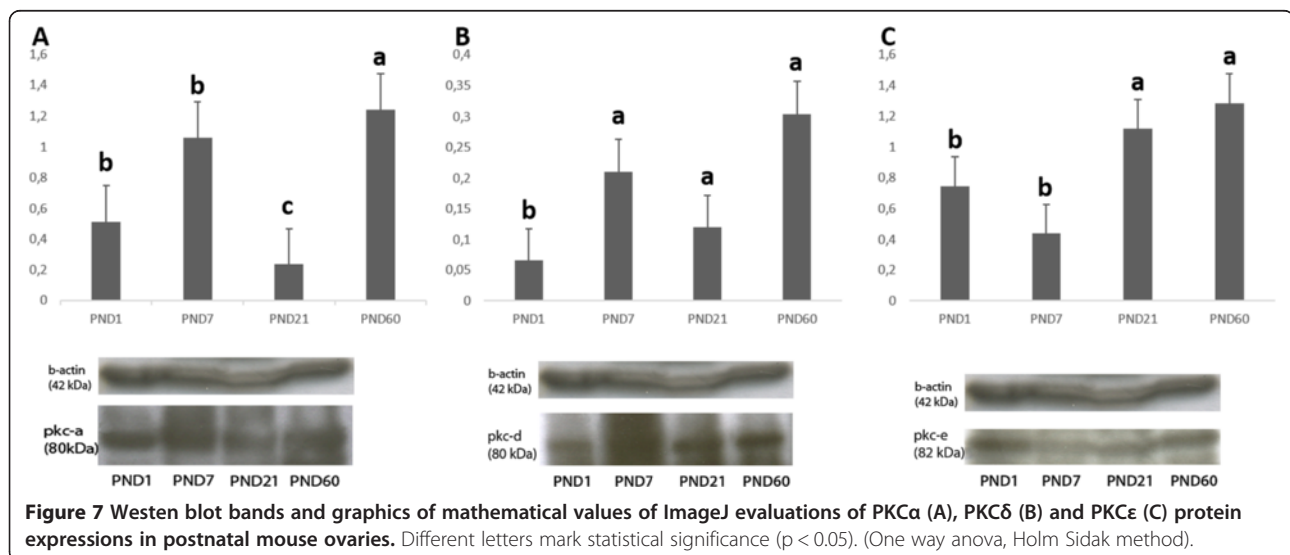 A
1,6
1,4
1,2
1
0,8
0,6
0,4
0,2
0
b
b
c
a
PND1 PND7 PND21 PND60
b-actin
(42 kDa)
pkc-a
(80kDa)
PND1 PND7 PND21 PND60
B
0,4
0,35
0,3
0,25
0,2
0,15
0,1
0,05
0
b
a
a
a
PND1 PND7 PND21 PND60
b-actin
(42 kDa)
pkc-d
(80 kDa)
PND1 PND7 PND21 PND60
C
1,6
1,4
1,2
1
0,8
0,6
0,4
0,2
0
b
b
a
a
PND1 PND7 PND21 PND60
b-actin
(42 kDa)
pkc-e
(82 kDa)
PND1 PND7 PND21 PND60
Figure 7 Westen blot bands and graphics of mathematical values of ImageJ evaluations of PKCα (A), PKCδ (B) and PKCε (C) protein
expressions in postnatal mouse ovaries. Different letters mark statistical significance (p < 0.05). (One way anova, Holm Sidak method).